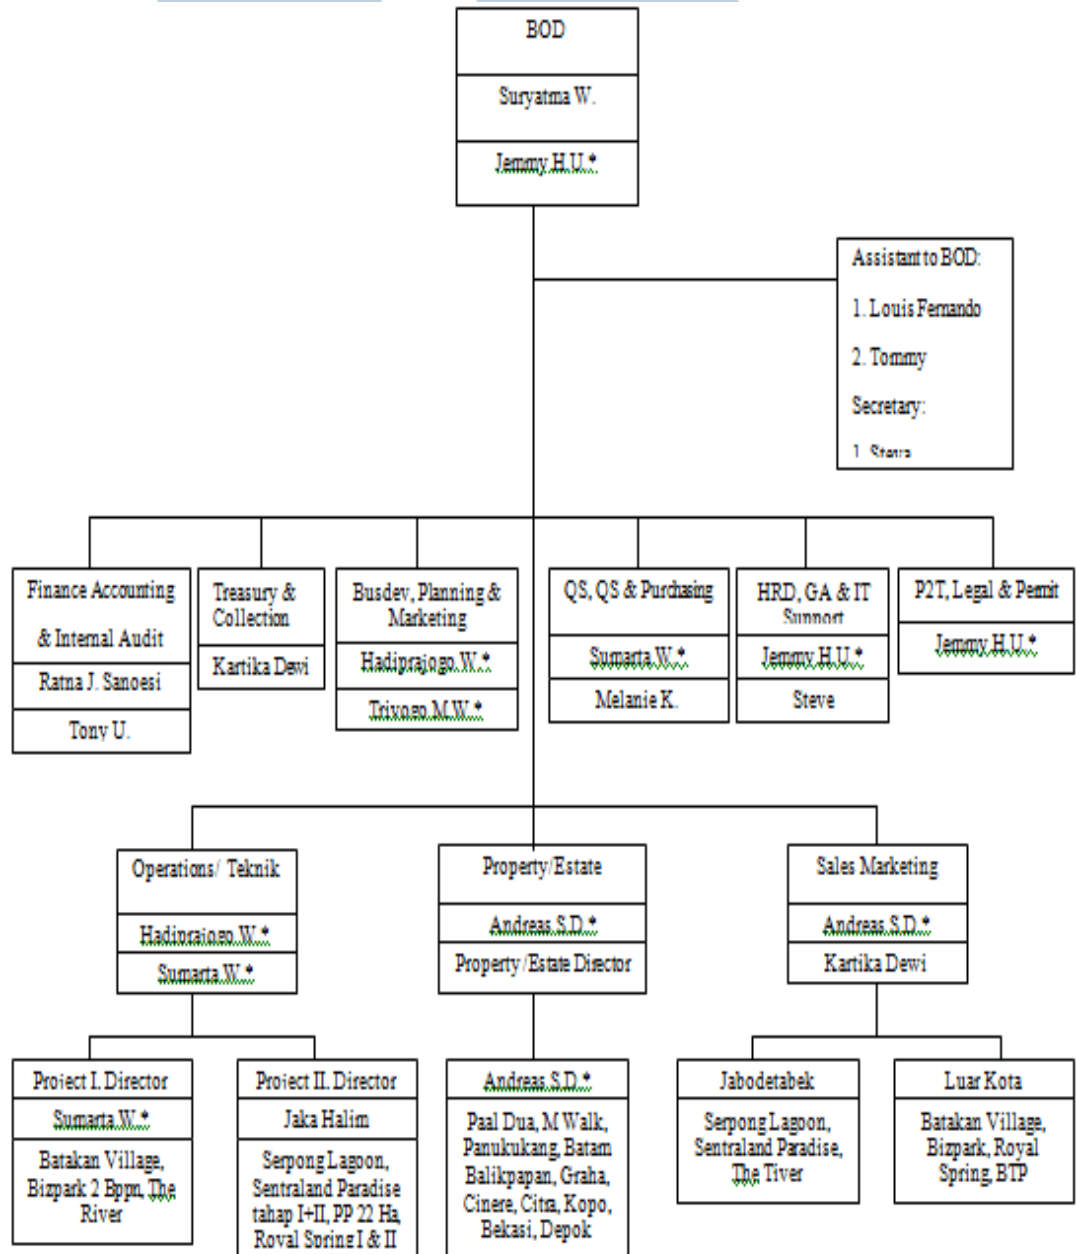 BOD
Suryatma W.
Jemmy.H.U.*
Assistant to BOD:
1. Louis Fernando
2. Tommy
Secretary:
1.
Finance Accounting
& Internal Audit
Ratna J. Sanoesi
Tony U.
Treasury &
Collection
Kartika Dewi
Busdev, Planning &
Marketing
Hadiprajogo.W.*
Triyogo.M.W.*
QS, QS & Purchasing
Sumarta.W.*
Melanie K.
HRD, GA & IT
Support
Jemmy.H.U.*
Steve
P2T, Legal & Permit
Jemmy.H.U.*
Operations/ Teknik
Hadiprajogo.W.*
Sumarta.W.*
Property/Estate
Andreas.S.D.*
Property /Estate Director
Sales Marketing
Andreas.S.D.*
Kartika Dewi
Project I. Director
Sumarta.W.*
Batakan Village,
Bizpark 2 Bppn, The
River
Project II. Director
Jaka Halim
Serpong Lagoon,
Sentraland Paradise
tahap I+II, PP 22 Ha,
Royal Spring I & II
Andreas.S.D.*
Paal Dua, M Walk,
Panukukang, Batam
Balikpapan, Graha,
Cinere, Citra, Kopo,
Bekasi, Depok
Jabodetabek
Serpong Lagoon,
Sentraland Paradise,
The Tiver
Luar Kota
Batakan Village,
Bizpark, Royal
Spring, BTP